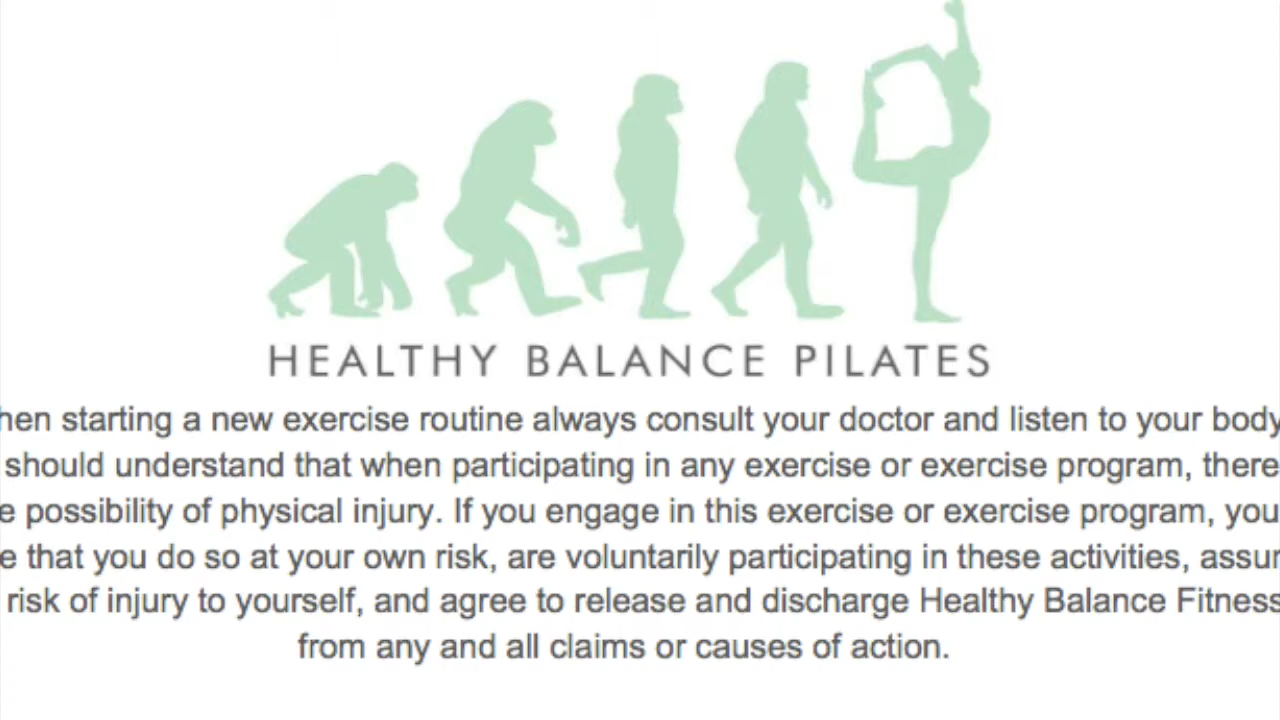 HEALTHY BALANCE PILATES
hen starting a new exercise routine always consult your doctor and listen to your body
should understand that when participating in any exercise or exercise program, there
e possibility of physical injury. If you engage in this exercise or exercise program, you
e that you do so at your own risk, are voluntarily participating in these activities, assur
risk of injury to yourself, and agree to release and discharge Healthy Balance Fitness
from any and all claims or causes of action.